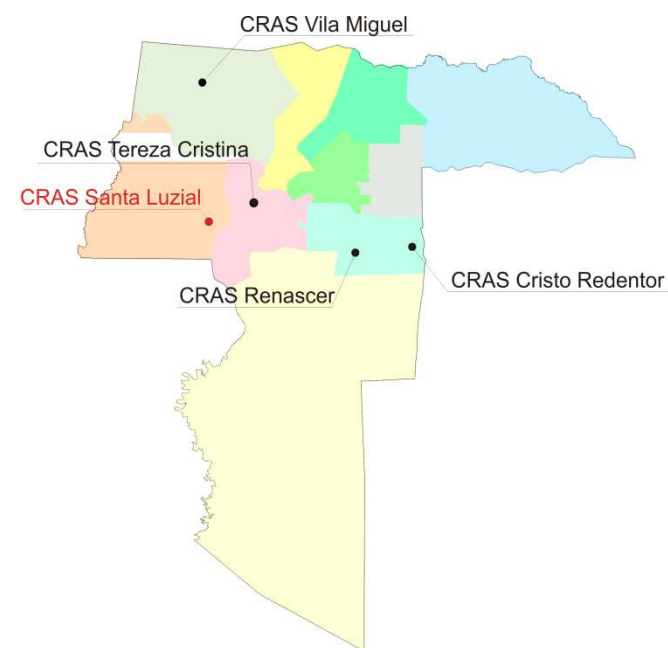 CRAS Vila Miguel
CRAS Tereza Cristina
CRAS Santa Luzial
CRAS Cristo Redentor
CRAS Renascer